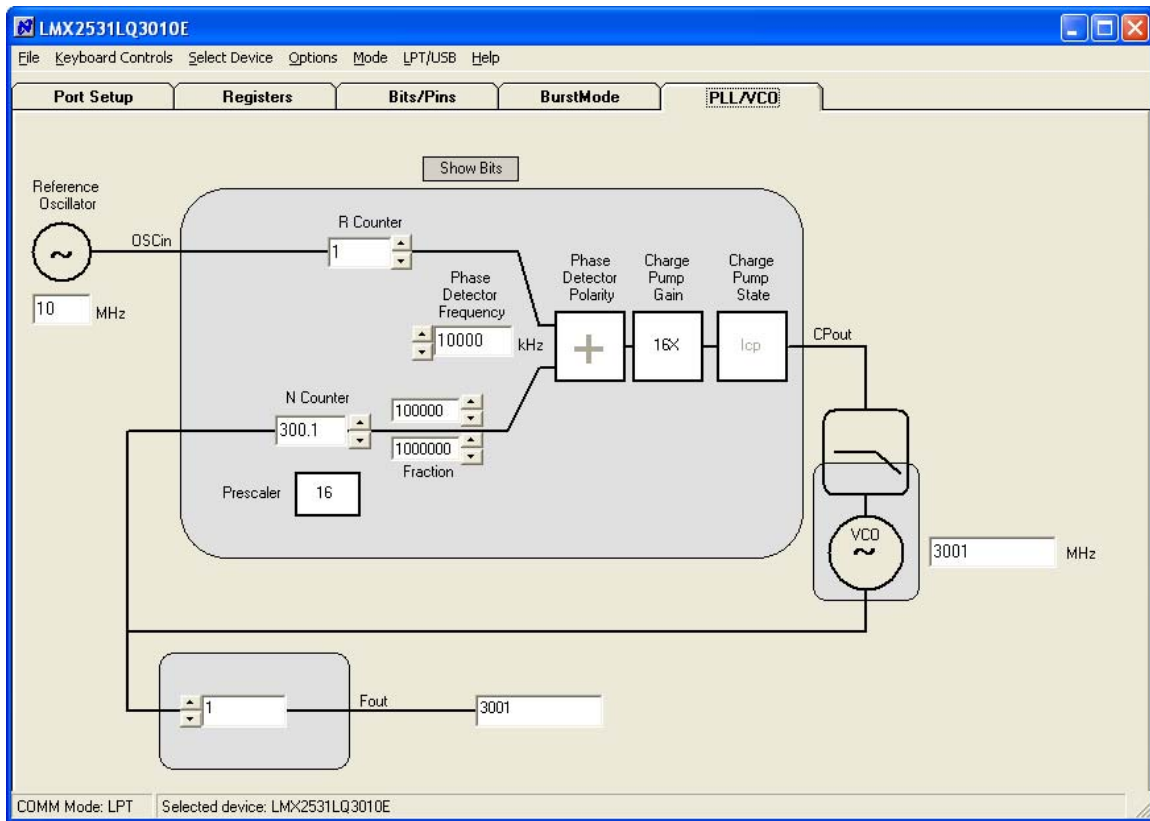 LMX2531LQ3010E
File Keyboard Controls Select Device Options Mode LPT/USB Help
Port Setup Registers Bits/Pins BurstMode PLL/VCO
Show Bits
Reference
Oscillator
~
OSCin
10 MHz
R Counter
1
Phase
Detector
Frequency
10000 kHz
Phase
Detector
Polarity
+
Charge
Pump
Gain
16X
Charge
Pump
State
Icp
CPout
N Counter
300.1
100000
1000000
Fraction
Prescaler 16
VCO
~
3001 MHz
1
Fout
3001
COMM Mode: LPT Selected device: LMX2531LQ3010E